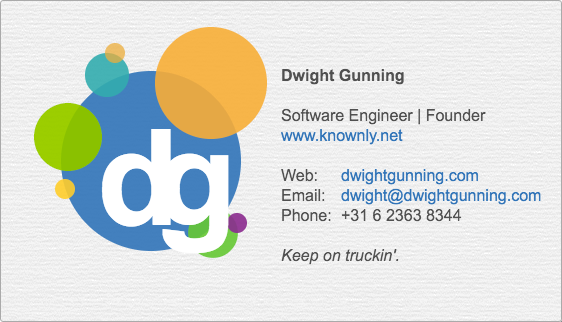 dg
Dwight Gunning
Software Engineer | Founder
www.knownly.net
Web: dwightgunning.com
Email: dwight@dwightgunning.com
Phone: +31 6 2363 8344
Keep on truckin'.